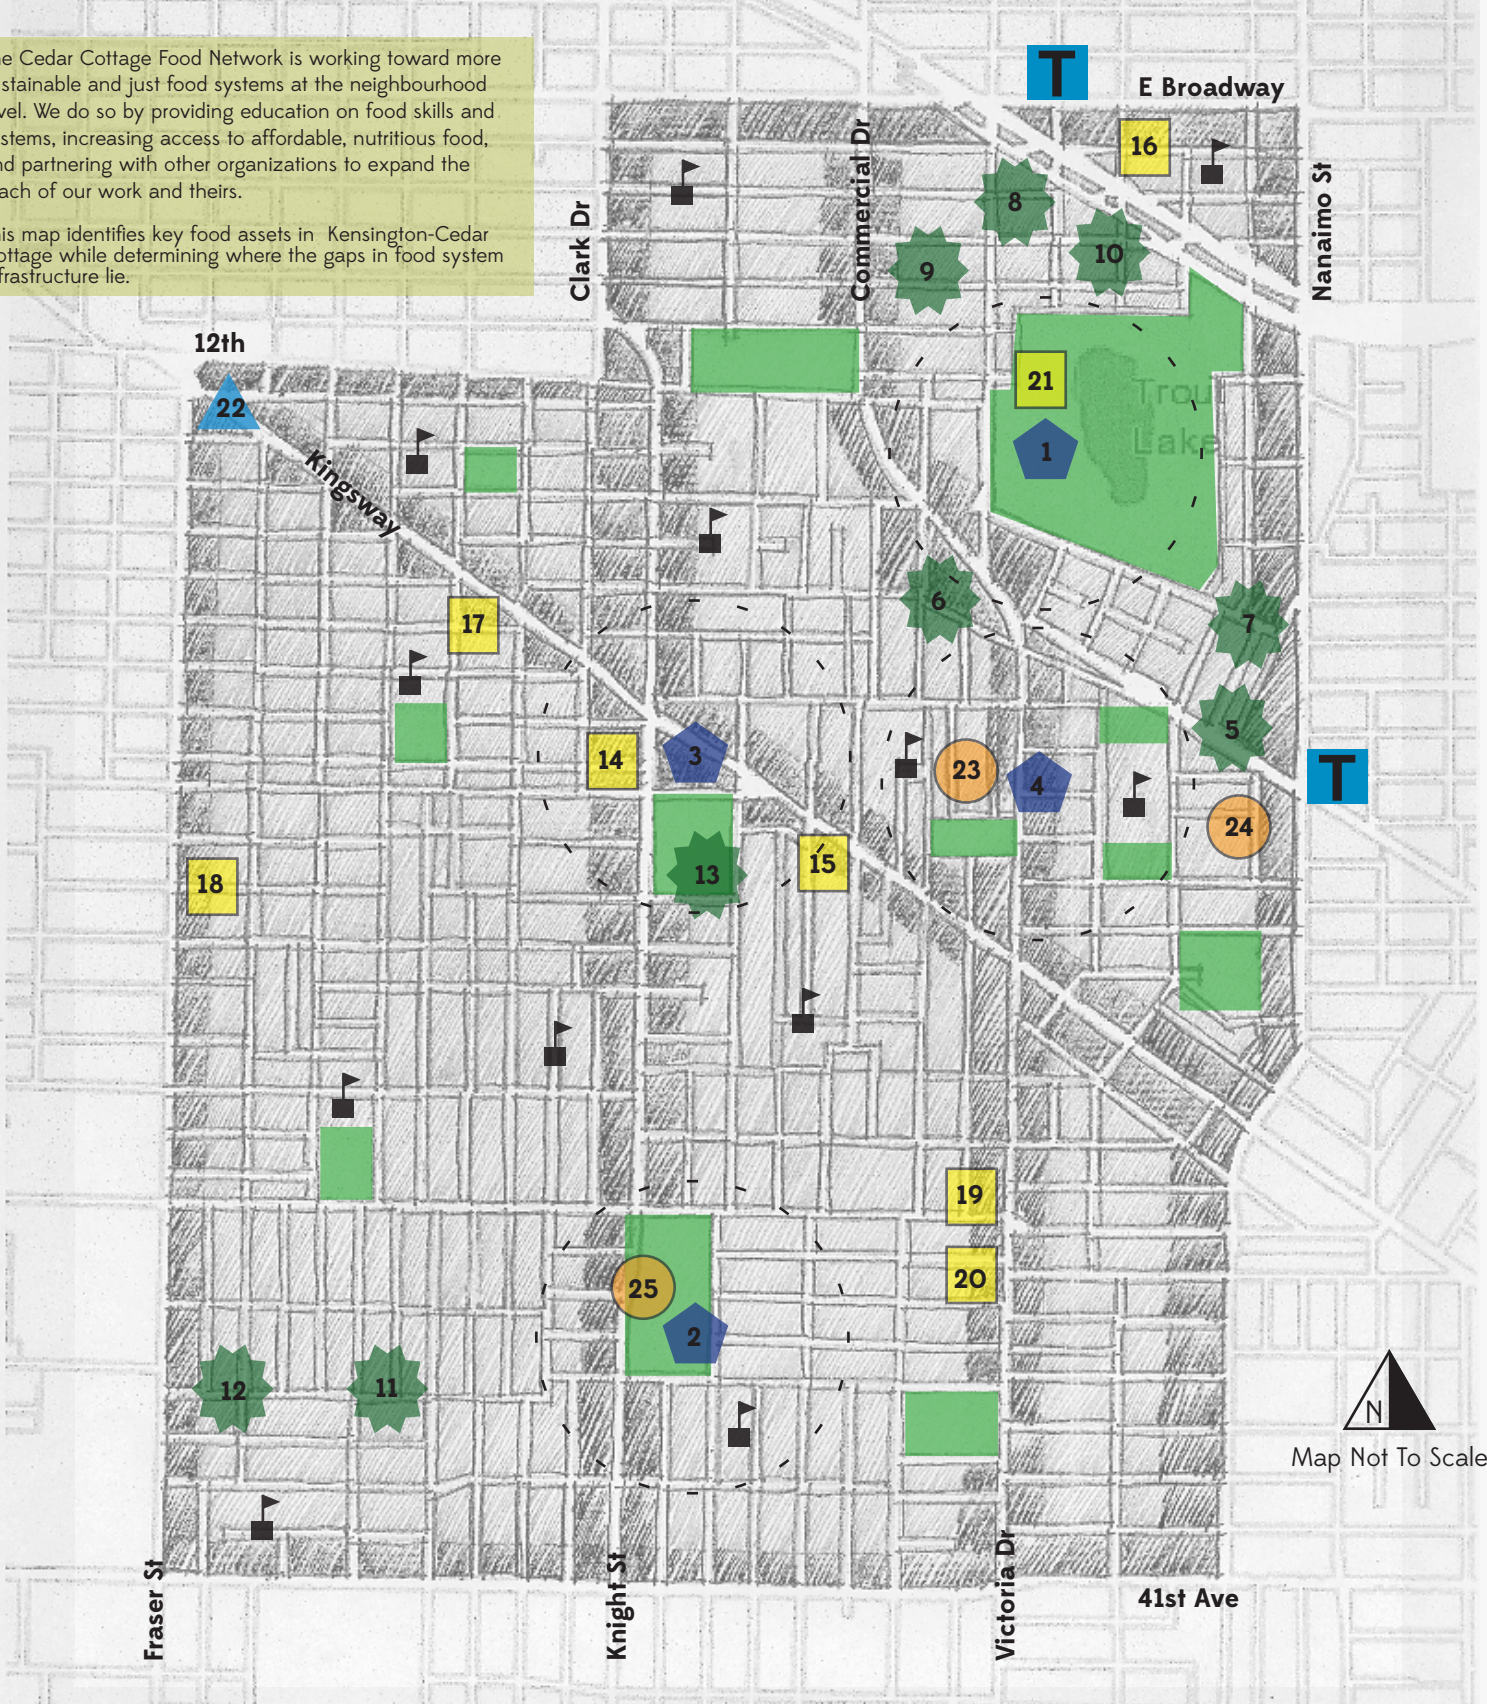 e Cedar Cottage Food Network is working toward more
stainable and just food systems at the neighbourhood
vel. We do so by providing education on food skills and
stems, increasing access to affordable, nutritious food,
nd partnering with other organizations to expand the
ach of our work and theirs.
is map identifies key food assets in Kensington-Cedar
ottage while determining where the gaps in food system
frastructure lie.
T
E Broadway
16
8
10
9
Commercial Dr
Clark Dr
Nanaimo St
12th
22
Kingsway
21
1
Trou
Lake
17
6
7
14
3
5
23
4
T
24
18
13
15
19
20
25
2
12
11
N
Map Not To Scale
Fraser St
Knight St
Victoria Dr
41st Ave